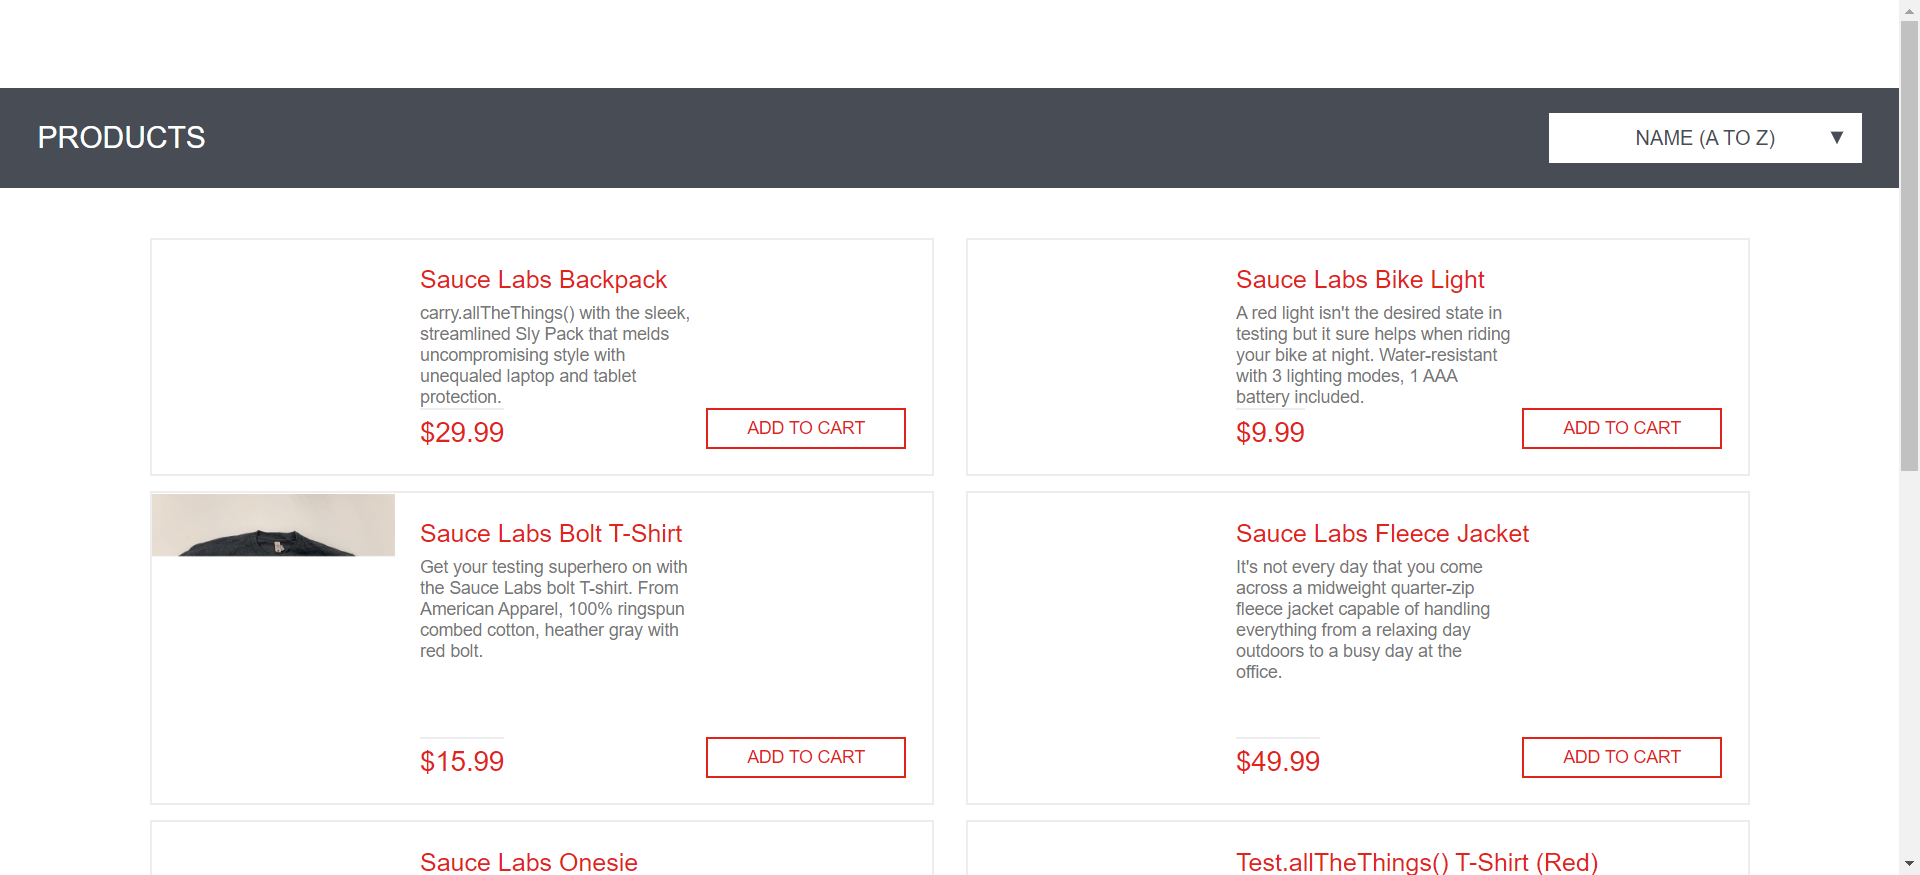 PRODUCTS
NAME (A TO Z)
Sauce Labs Backpack
carry.allTheThings() with the sleek,
streamlined Sly Pack that melds
uncompromising style with
unequaled laptop and tablet
protection.
$29.99
ADD TO CART
Sauce Labs Bike Light
A red light isn't the desired state in
testing but it sure helps when riding
your bike at night. Water-resistant
with 3 lighting modes, 1 AAA
battery included.
$9.99
ADD TO CART
Sauce Labs Bolt T-Shirt
Get your testing superhero on with
the Sauce Labs bolt T-shirt. From
American Apparel, 100% ringspun
combed cotton, heather gray with
red bolt.
$15.99
ADD TO CART
Sauce Labs Fleece Jacket
It's not every day that you come
across a midweight quarter-zip
fleece jacket capable of handling
everything from a relaxing day
outdoors to a busy day at the
office.
$49.99
ADD TO CART
Sauce Labs Onesie
Test.allTheThings() T-Shirt (Red)